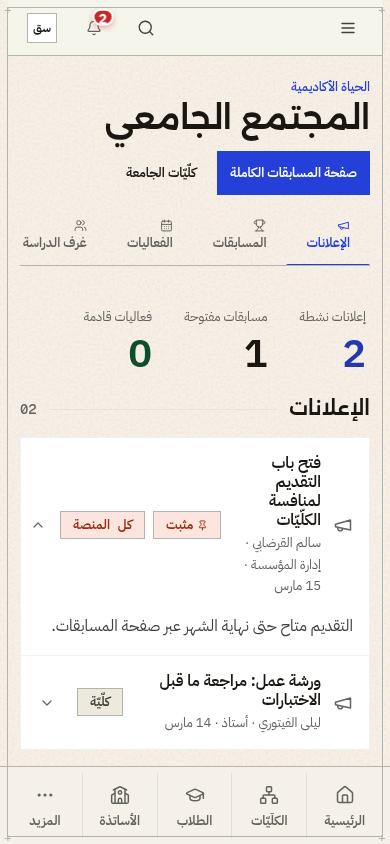 سق
2
الحياة الأكاديمية
المجتمع الجامعي
صفحة المسابقات الكاملة
كلّيّات الجامعة
الإعلانات
المسابقات
الفعاليات
غرف الدراسة
إعلانات نشطة
مسابقات مفتوحة
فعاليات قادمة
2
1
0
الإعلانات
02
فتح باب
التقديم
لمنافسة
الكلّيّات
مثبت
كل المنصة
سالم القرضابي ·
إدارة المؤسسة ·
15 مارس
التقديم متاح حتى نهاية الشهر عبر صفحة المسابقات.
ورشة عمل: مراجعة ما قبل
الاختبارات
كلّيّة
ليلى الفيتوري · أستاذ · 14 مارس
الرئيسية
الكلّيّات
الطلاب
الأساتذة
المزيد